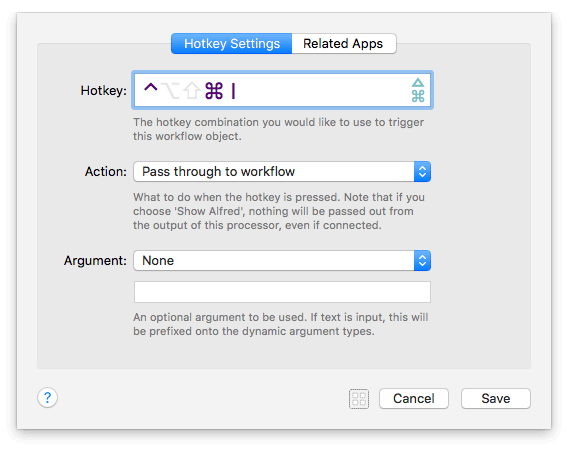 Hotkey Settings Related Apps
Hotkey: ⌃⌥⇧⌘ |
The hotkey combination you would like to use to trigger
this workflow object.
Action: Pass through to workflow
What to do when the hotkey is pressed. Note that if you
choose 'Show Alfred', nothing will be passed out from
the output of this processor, even if connected.
Argument: None
An optional argument to be used. If text is input, this will
be prefixed onto the dynamic argument types.
? Cancel Save